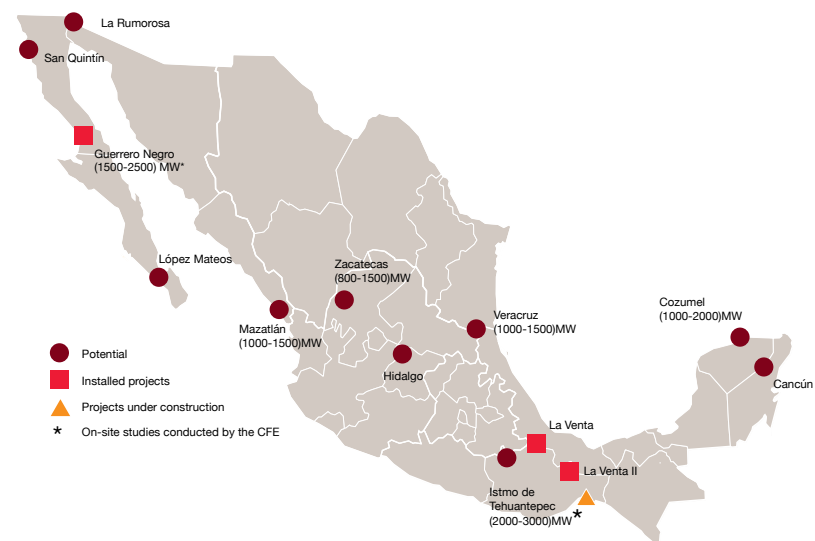 La Rumorosa
San Quintín
Guerrero Negro
(1500-2500) MW*
López Mateos
Zacatecas
(800-1500)MW
Mazatlán
(1000-1500)MW
Veracruz
(1000-1500)MW
Cozumel
(1000-2000)MW
Hidalgo
Cancún
La Venta
La Venta II
Istmo de
Tehuantepec
(2000-3000)MW*
Potential
Installed projects
Projects under construction
* On-site studies conducted by the CFE